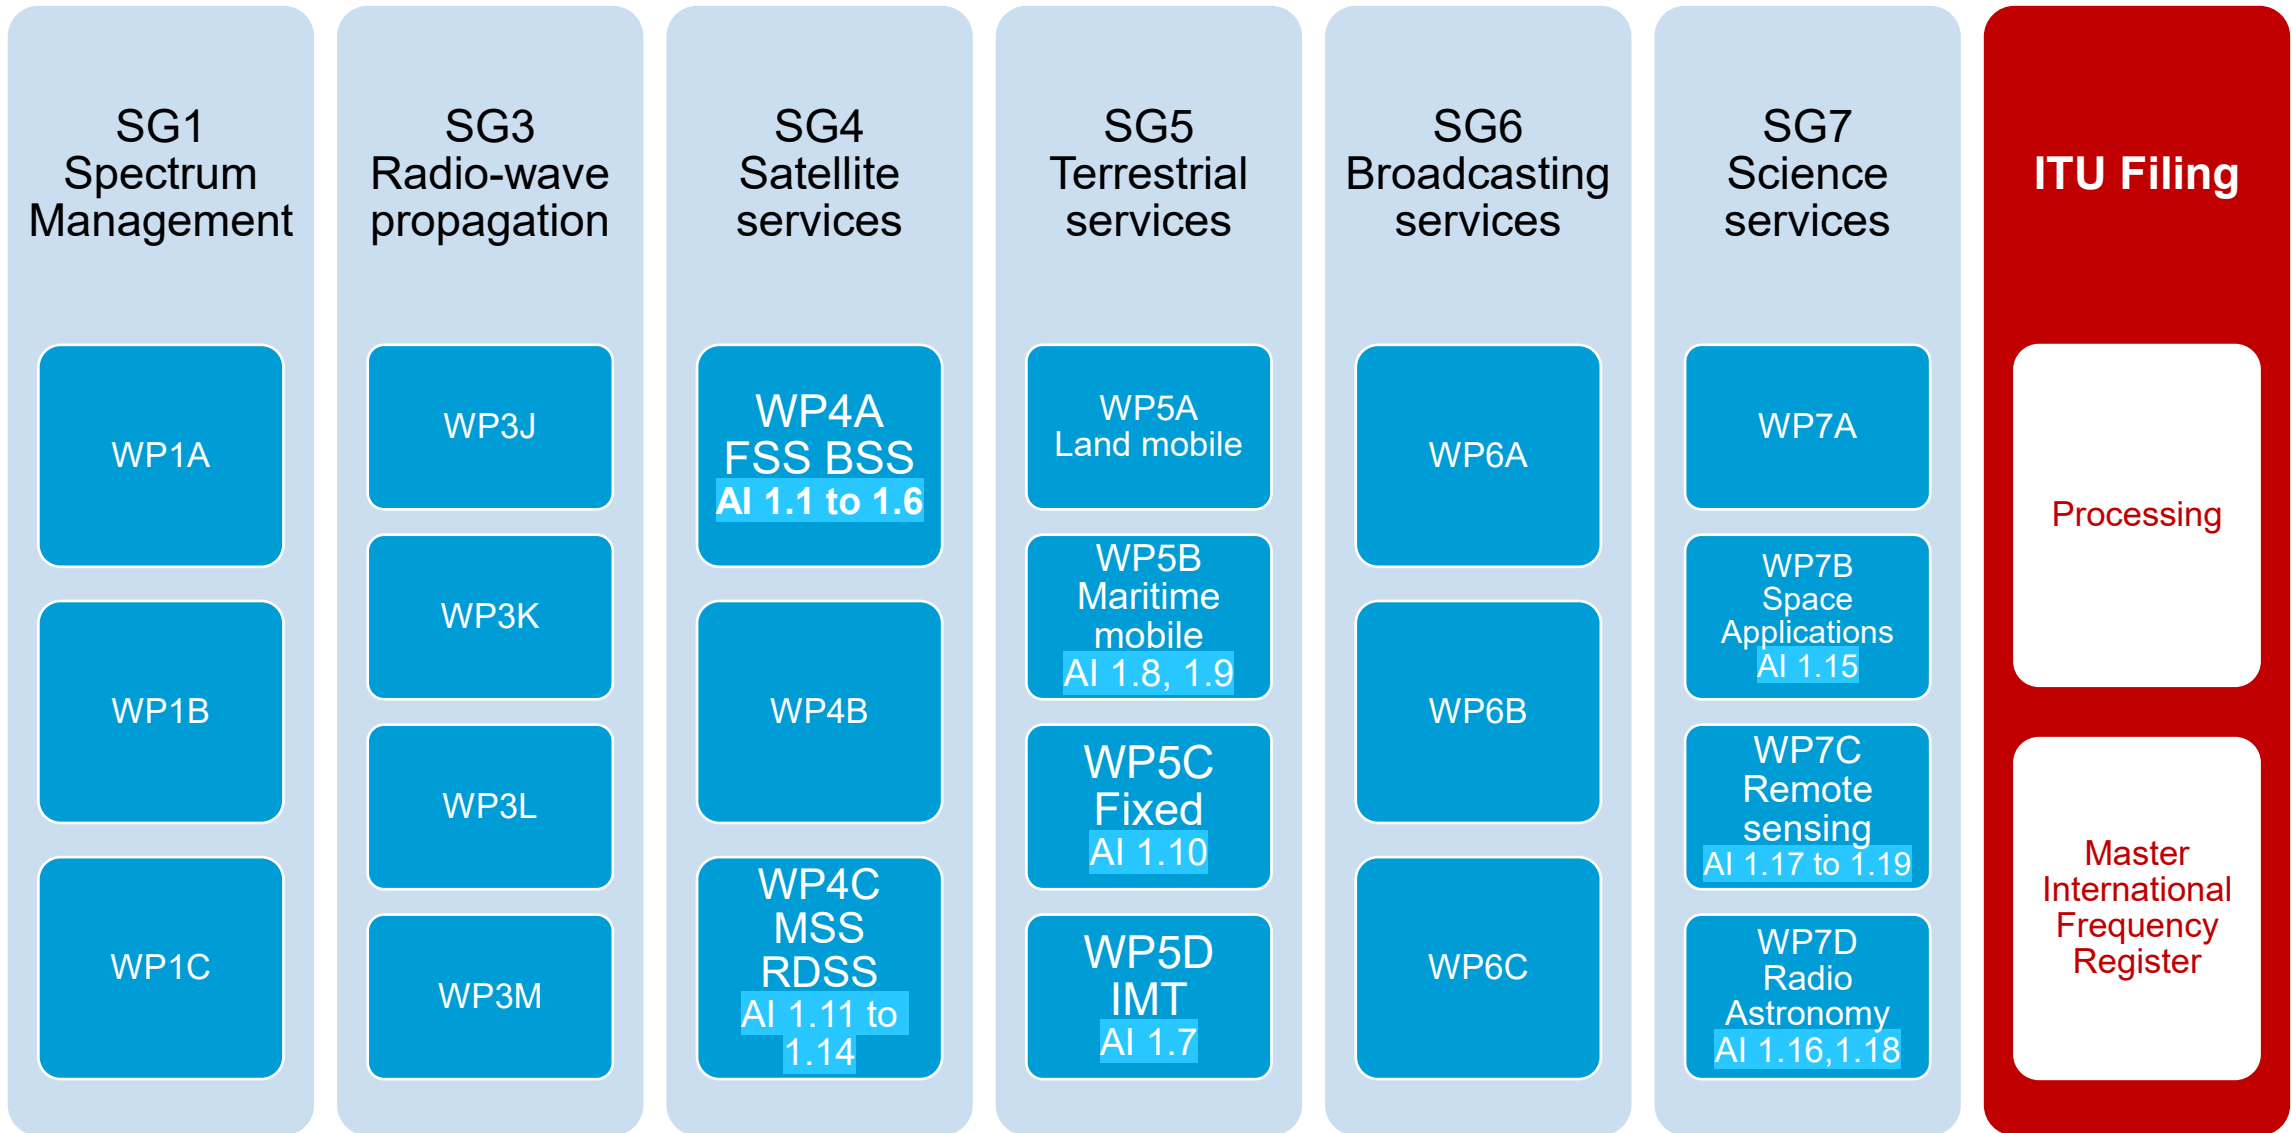 SG1
Spectrum
Management
WP1A
WP1B
WP1C
SG3
Radio-wave
propagation
WP3J
WP3K
WP3L
WP3M
SG4
Satellite
services
WP4A
FSS BSS
AI 1.1 to 1.6
WP4B
WP4C
MSS
RDSS
AI 1.11 to
1.14
SG5
Terrestrial
services
WP5A
Land mobile
WP5B
Maritime
mobile
AI 1.8, 1.9
WP5C
Fixed
AI 1.10
WP5D
IMT
AI 1.7
SG6
Broadcasting
services
WP6A
WP6B
WP6C
SG7
Science
services
WP7A
WP7B
Space
Applications
AI 1.15
WP7C
Remote
sensing
AI 1.17 to 1.19
WP7D
Radio
Astronomy
AI 1.16,1.18
ITU Filing
Processing
Master
International
Frequency
Register